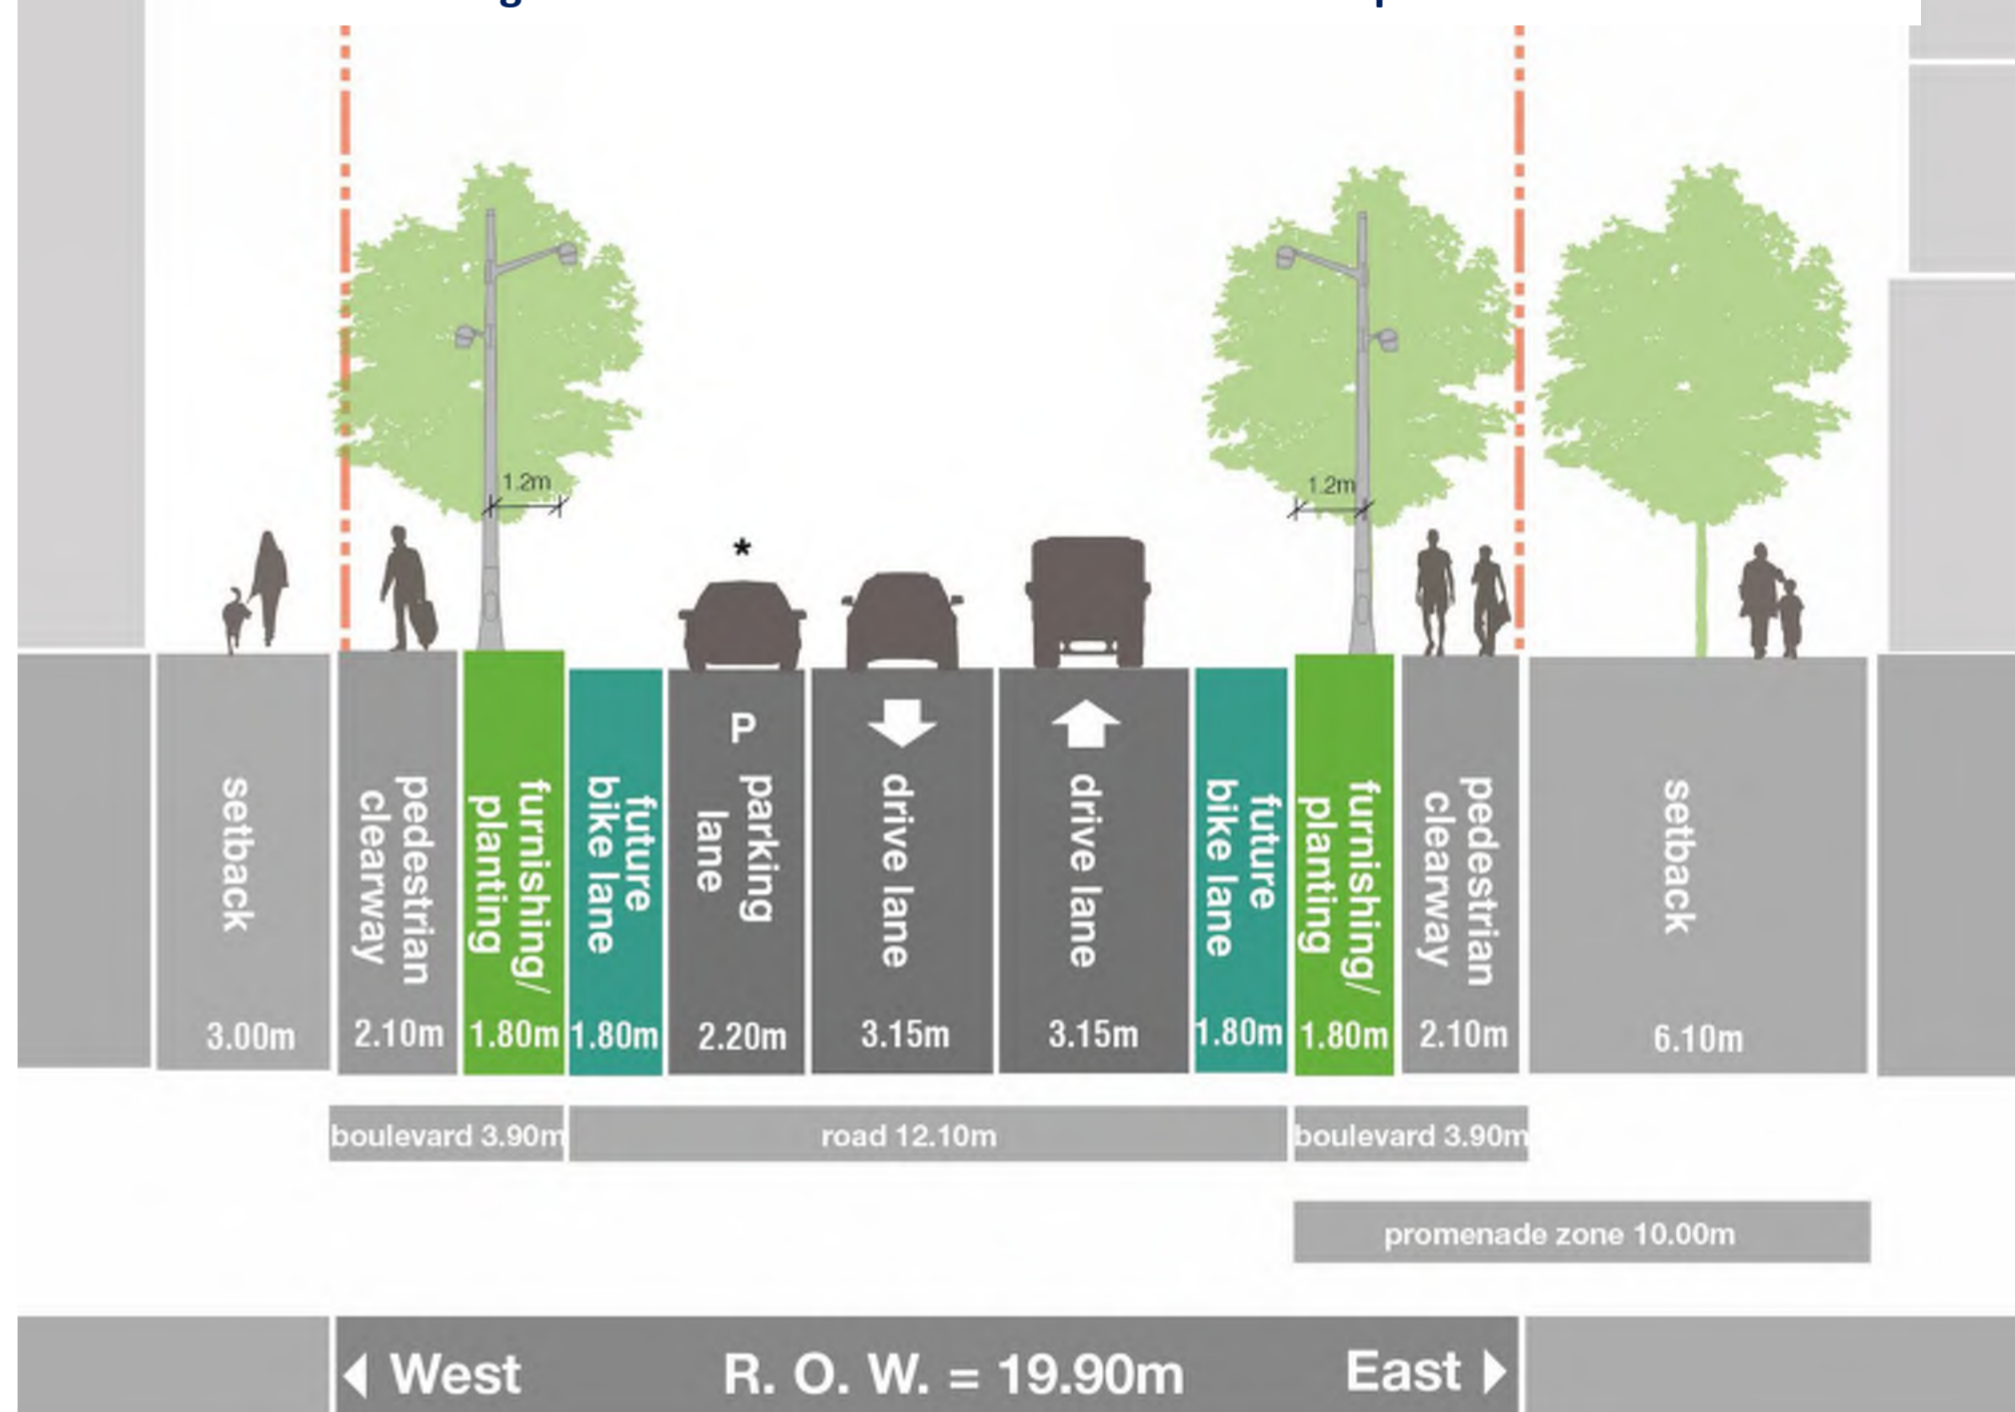 1.2m
1.2m
*
P
setback
3.00m
pedestrian
clearway
2.10m
furnishing/
planting
1.80m
future
bike lane
1.80m
parking
lane
2.20m
drive lane
3.15m
drive lane
3.15m
future
bike lane
1.80m
furnishing/
planting
1.80m
pedestrian
clearway
2.10m
setback
6.10m
boulevard 3.90m
road 12.10m
boulevard 3.90m
promenade zone 10.00m
West
R. O. W. = 19.90m
East